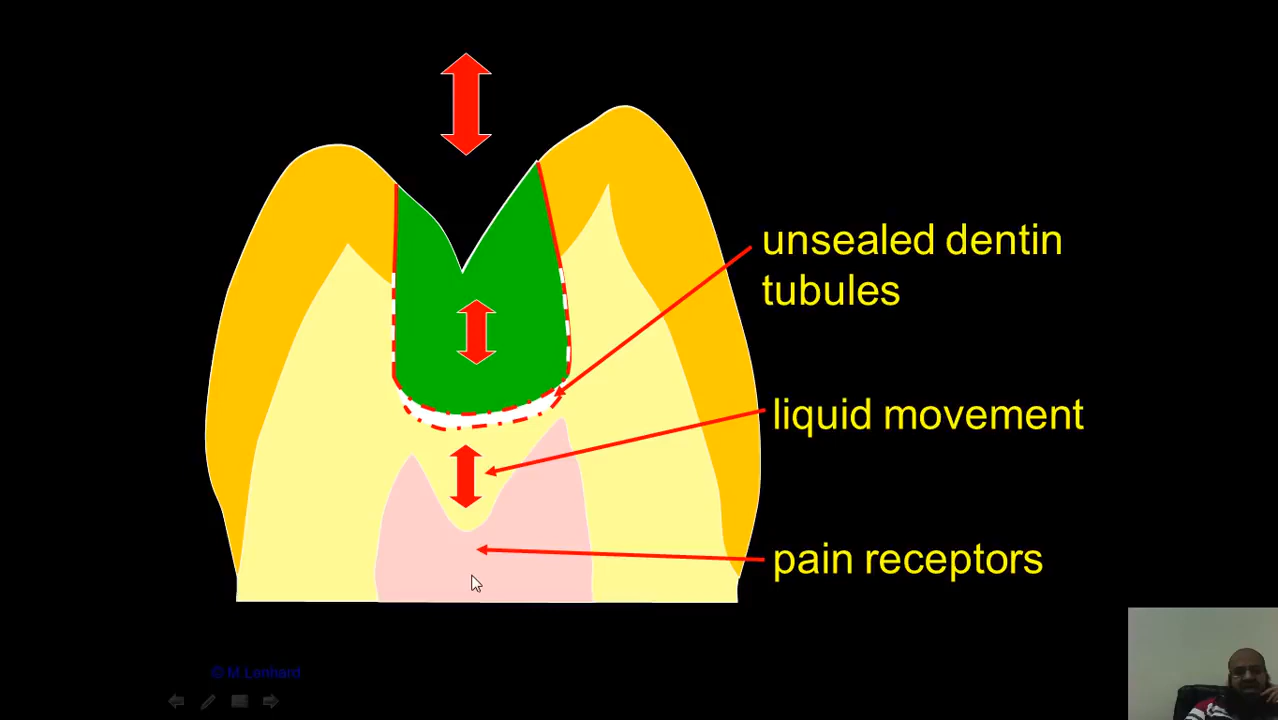 unsealed dentin
tubules
liquid movement
pain receptors
© M.Lenhard